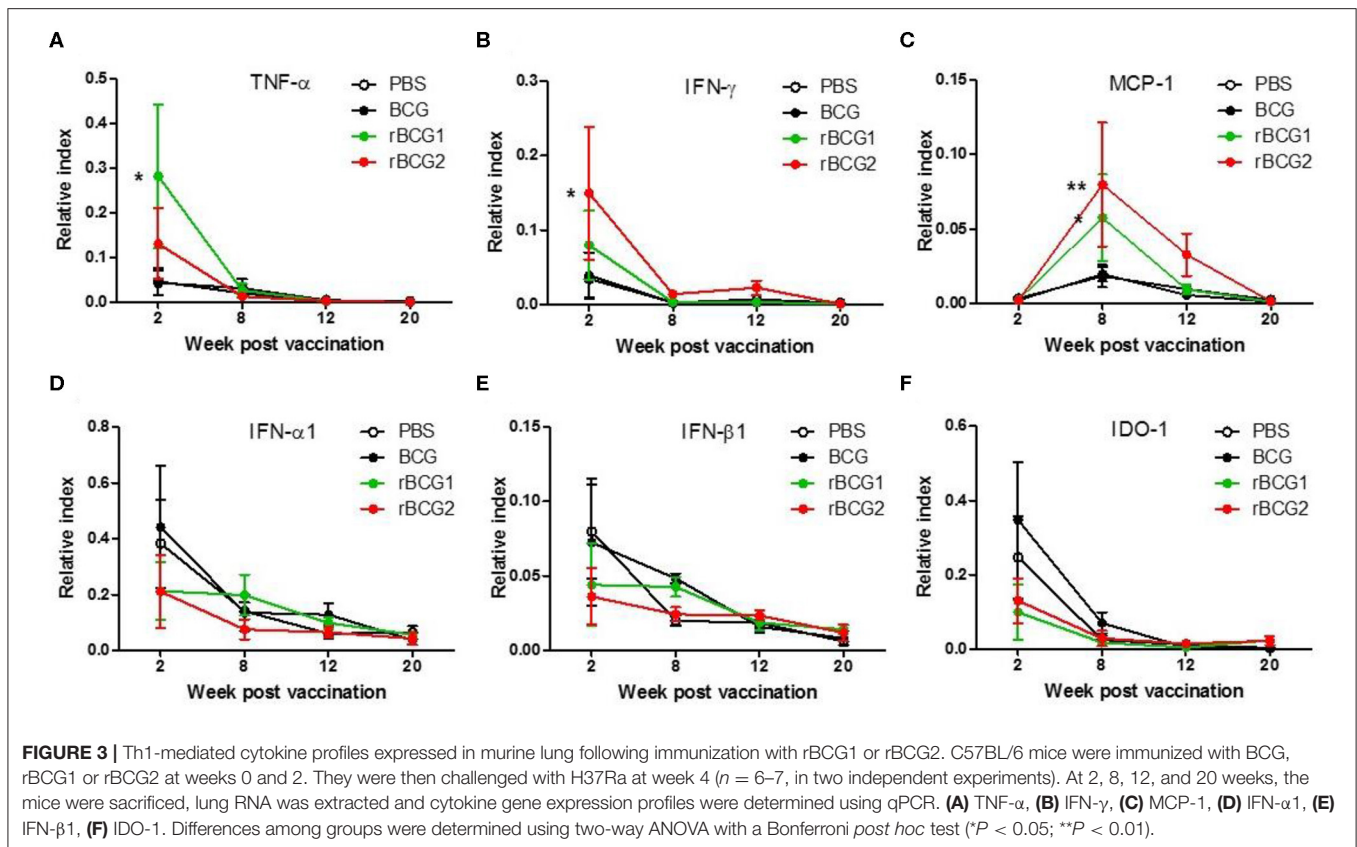 A
TNF-α
Relative index
0.5
0.4
0.3
0.2
0.1
0.0
*
PBS
BCG
rBCG1
rBCG2
2 8 12 20
Week post vaccination
B
IFN-γ
Relative index
0.3
0.2
0.1
0.0
*
PBS
BCG
rBCG1
rBCG2
2 8 12 20
Week post vaccination
C
MCP-1
Relative index
0.15
0.10
0.05
0.00
**
*
PBS
BCG
rBCG1
rBCG2
2 8 12 20
Week post vaccination
D
IFN-α1
Relative index
0.8
0.6
0.4
0.2
0.0
PBS
BCG
rBCG1
rBCG2
2 8 12 20
Week post vaccination
E
IFN-β1
Relative index
0.15
0.10
0.05
0.00
PBS
BCG
rBCG1
rBCG2
2 8 12 20
Week post vaccination
F
IDO-1
Relative index
0.6
0.4
0.2
0.0
PBS
BCG
rBCG1
rBCG2
2 8 12 20
Week post vaccination
FIGURE 3 | Th1-mediated cytokine profiles expressed in murine lung following immunization with rBCG1 or rBCG2. C57BL/6 mice were immunized with BCG,
rBCG1 or rBCG2 at weeks 0 and 2. They were then challenged with H37Ra at week 4 (n = 6–7, in two independent experiments). At 2, 8, 12, and 20 weeks, the
mice were sacrificed, lung RNA was extracted and cytokine gene expression profiles were determined using qPCR. (A) TNF-α, (B) IFN-γ, (C) MCP-1, (D) IFN-α1, (E)
IFN-β1, (F) IDO-1. Differences among groups were determined using two-way ANOVA with a Bonferroni post hoc test (*P < 0.05; **P < 0.01).